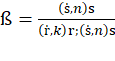 ß = (ṡ,n)s
(ṙ,k)r;(ṡ,n)s